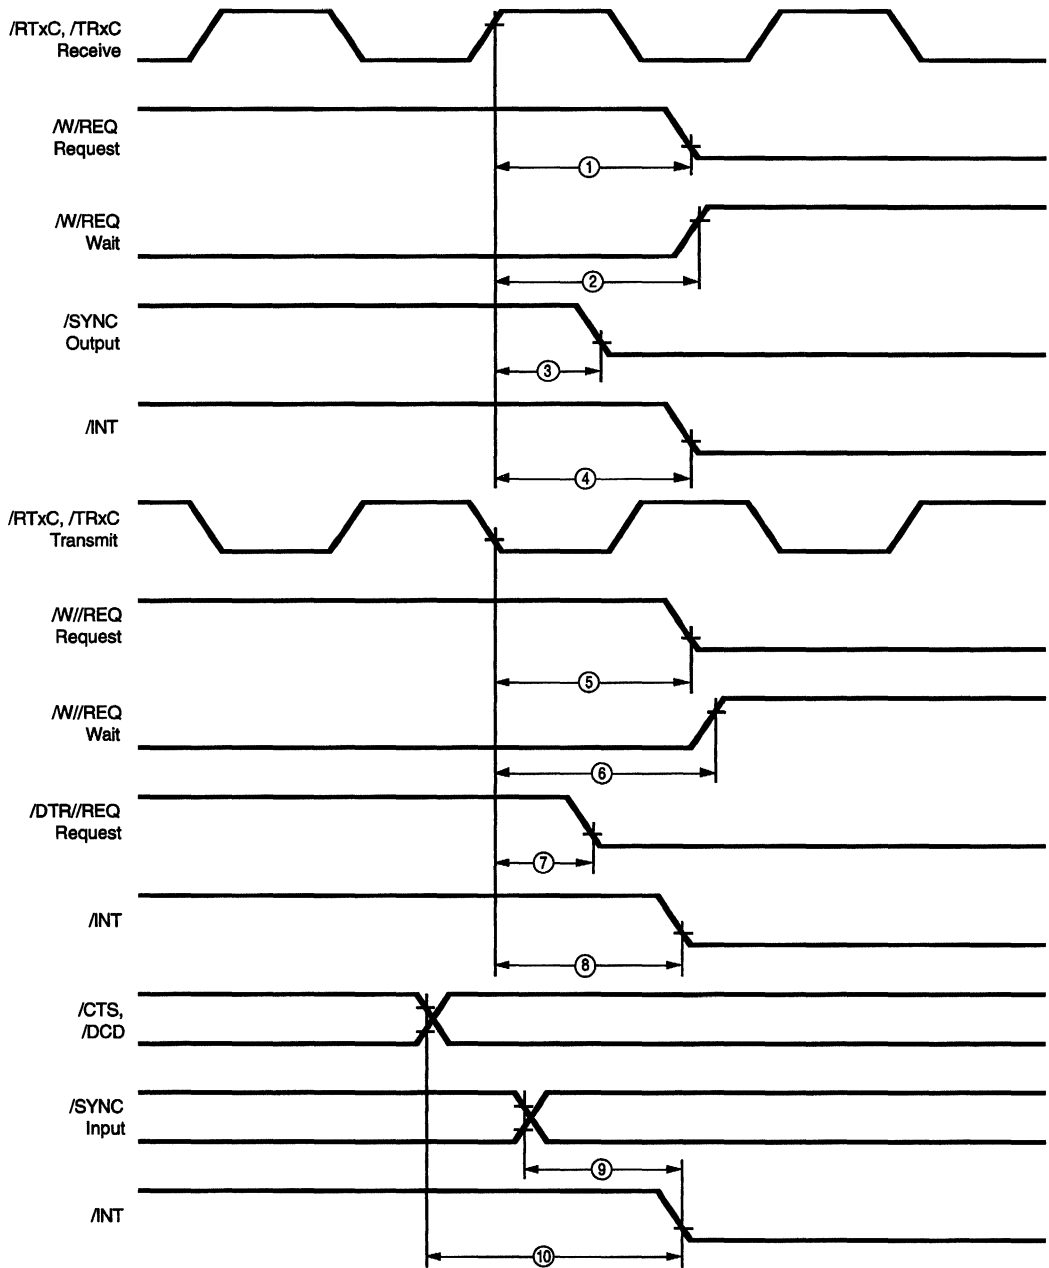 /RTxC, /TRxC
Receive
/W/REQ
Request
1
/W/REQ
Wait
2
/SYNC
Output
3
/INT
4
/RTxC, /TRxC
Transmit
/W//REQ
Request
5
/W//REQ
Wait
6
/DTR//REQ
Request
7
/INT
8
/CTS,
/DCD
/SYNC
Input
9
/INT
10